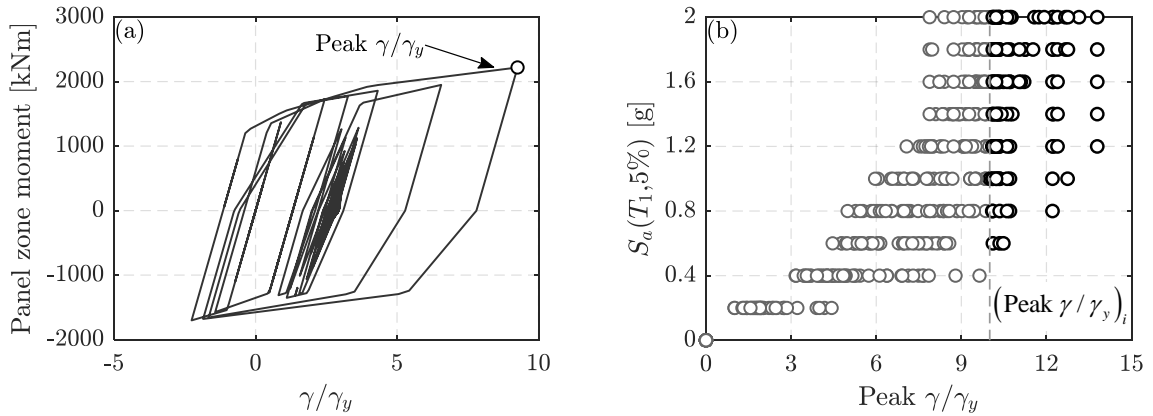 (a)
Peak γ/γy
Panel zone moment [kNm]
3000
2000
1000
0
-1000
-2000
-5
0
5
10
γ/γy
(b)
Sa(T1,5%) [g]
2
1.6
1.2
0.8
0.4
0
(Peak γ/γy)i
0
3
6
9
12
15
Peak γ/γy